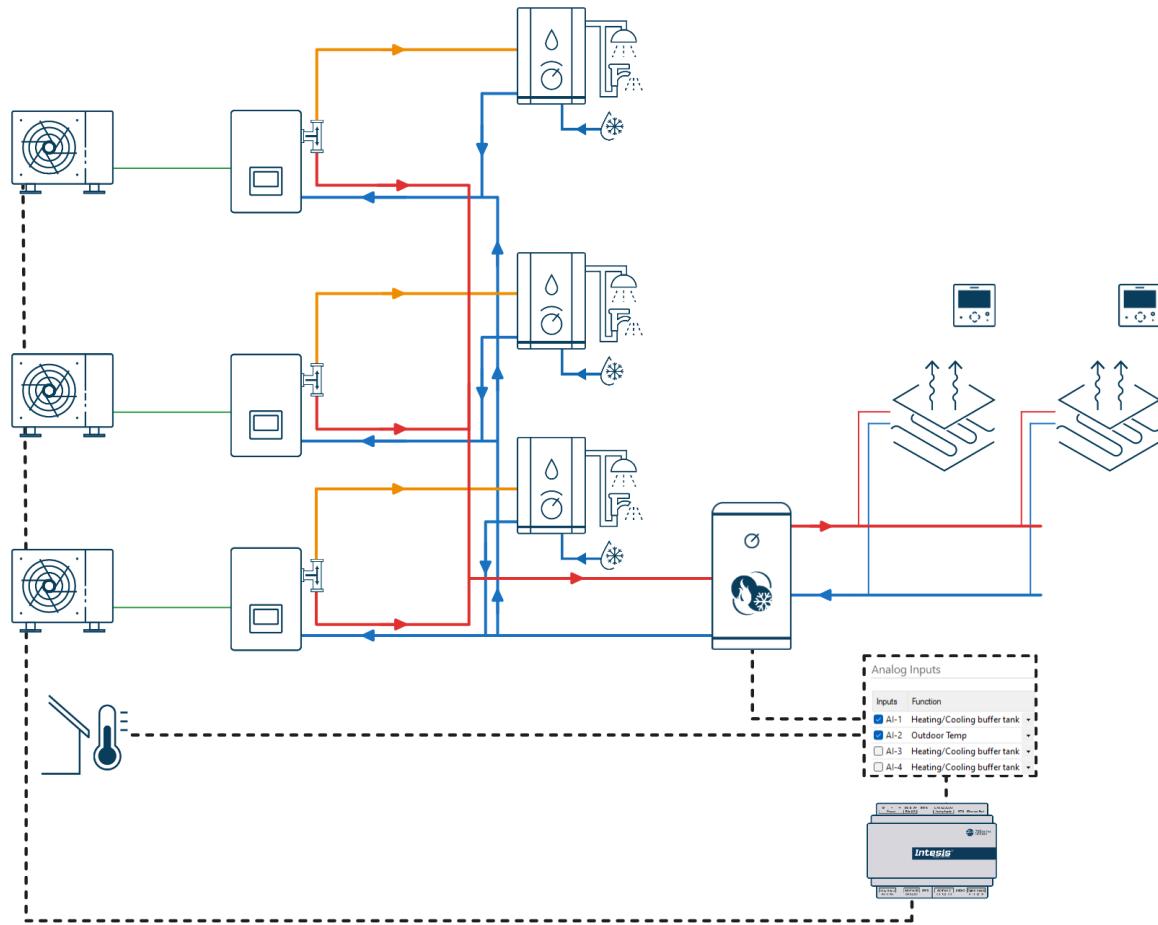 Analog Inputs
Inputs Function
AI-1 Heating/Cooling buffer tank
AI-2 Outdoor Temp
AI-3 Heating/Cooling buffer tank
AI-4 Heating/Cooling buffer tank
Intesis